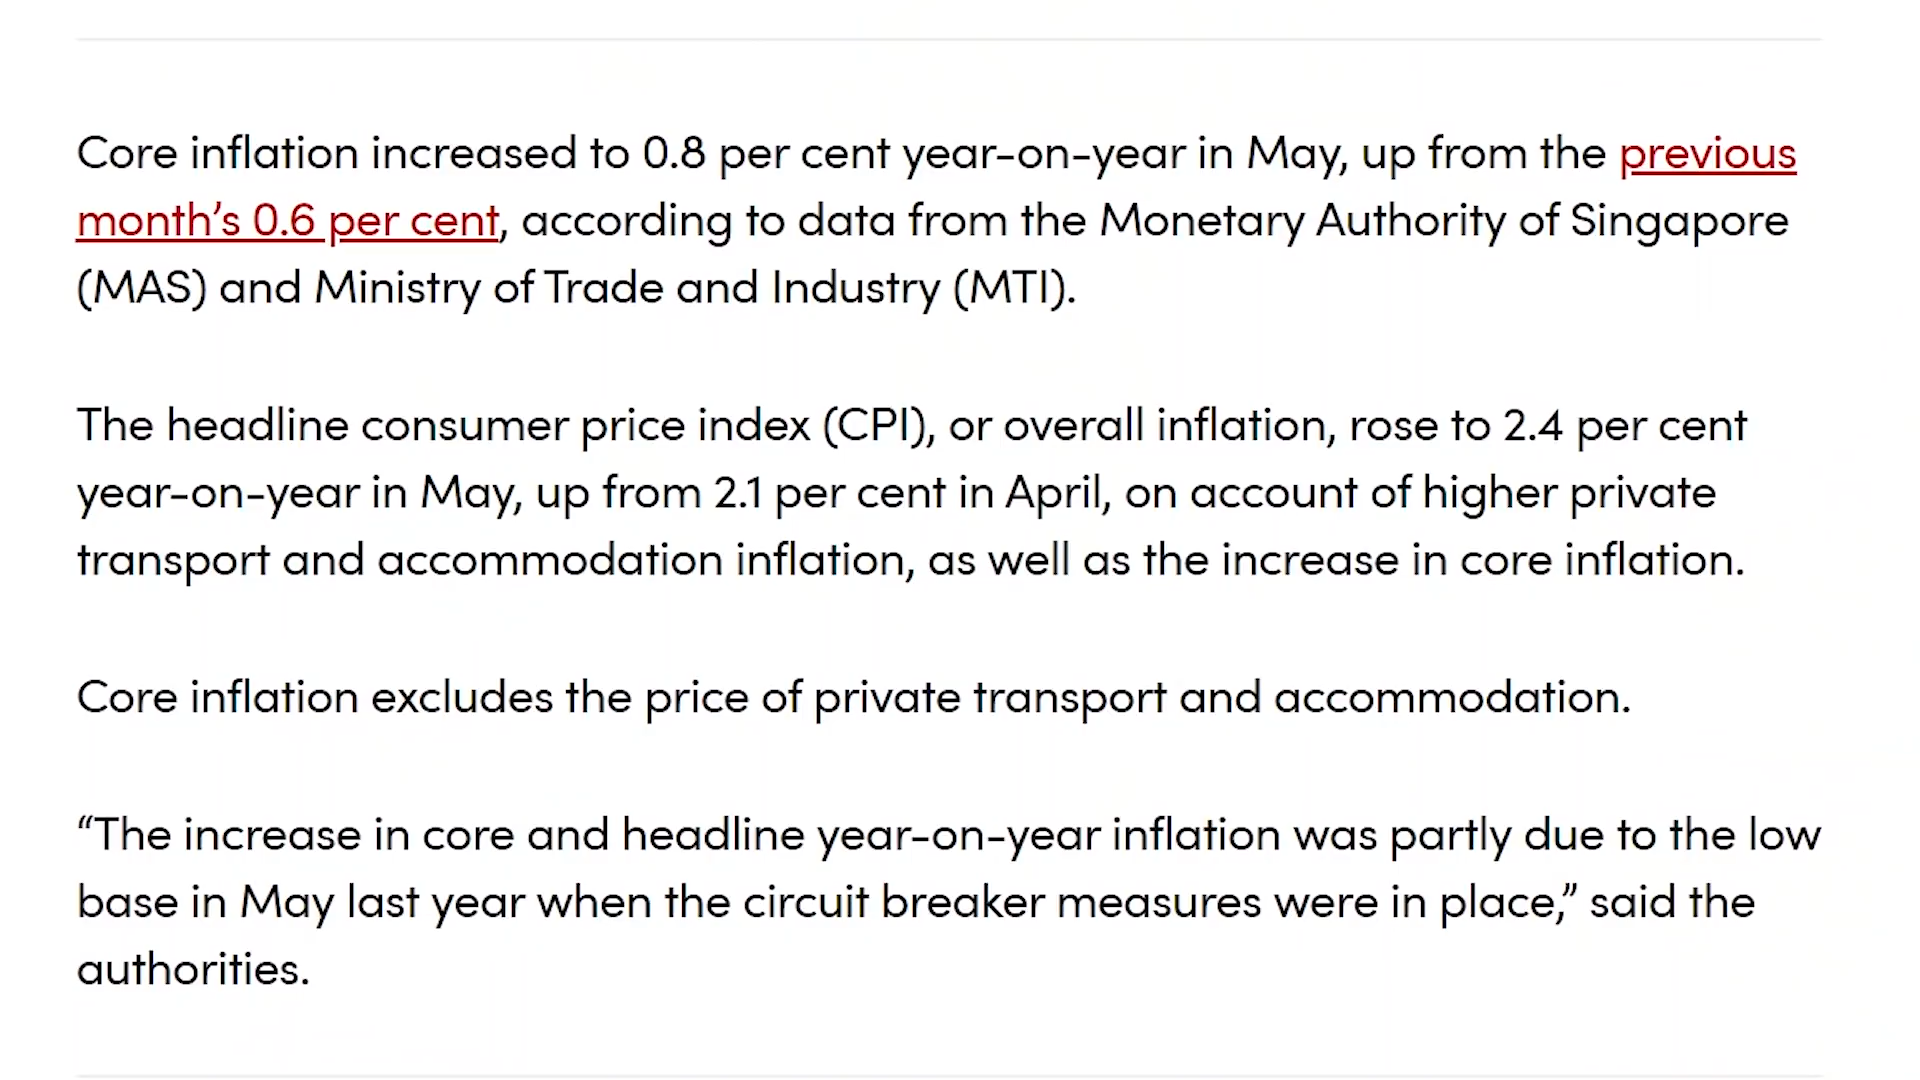 Core inflation increased to 0.8 per cent year-on-year in May, up from the previous
month’s 0.6 per cent, according to data from the Monetary Authority of Singapore
(MAS) and Ministry of Trade and Industry (MTI).
The headline consumer price index (CPI), or overall inflation, rose to 2.4 per cent
year-on-year in May, up from 2.1 per cent in April, on account of higher private
transport and accommodation inflation, as well as the increase in core inflation.
Core inflation excludes the price of private transport and accommodation.
“The increase in core and headline year-on-year inflation was partly due to the low
base in May last year when the circuit breaker measures were in place,” said the
authorities.